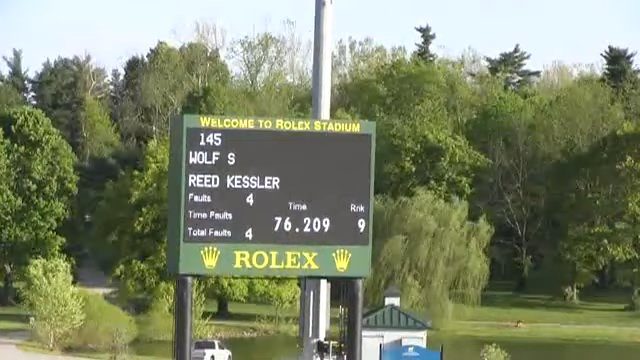 WELCOME TO ROLEX STADIUM
145
WOLF S
REED KESSLER
Faults 4 Time Rnk
Time Faults 76.209 9
Total Faults 4
ROLEX